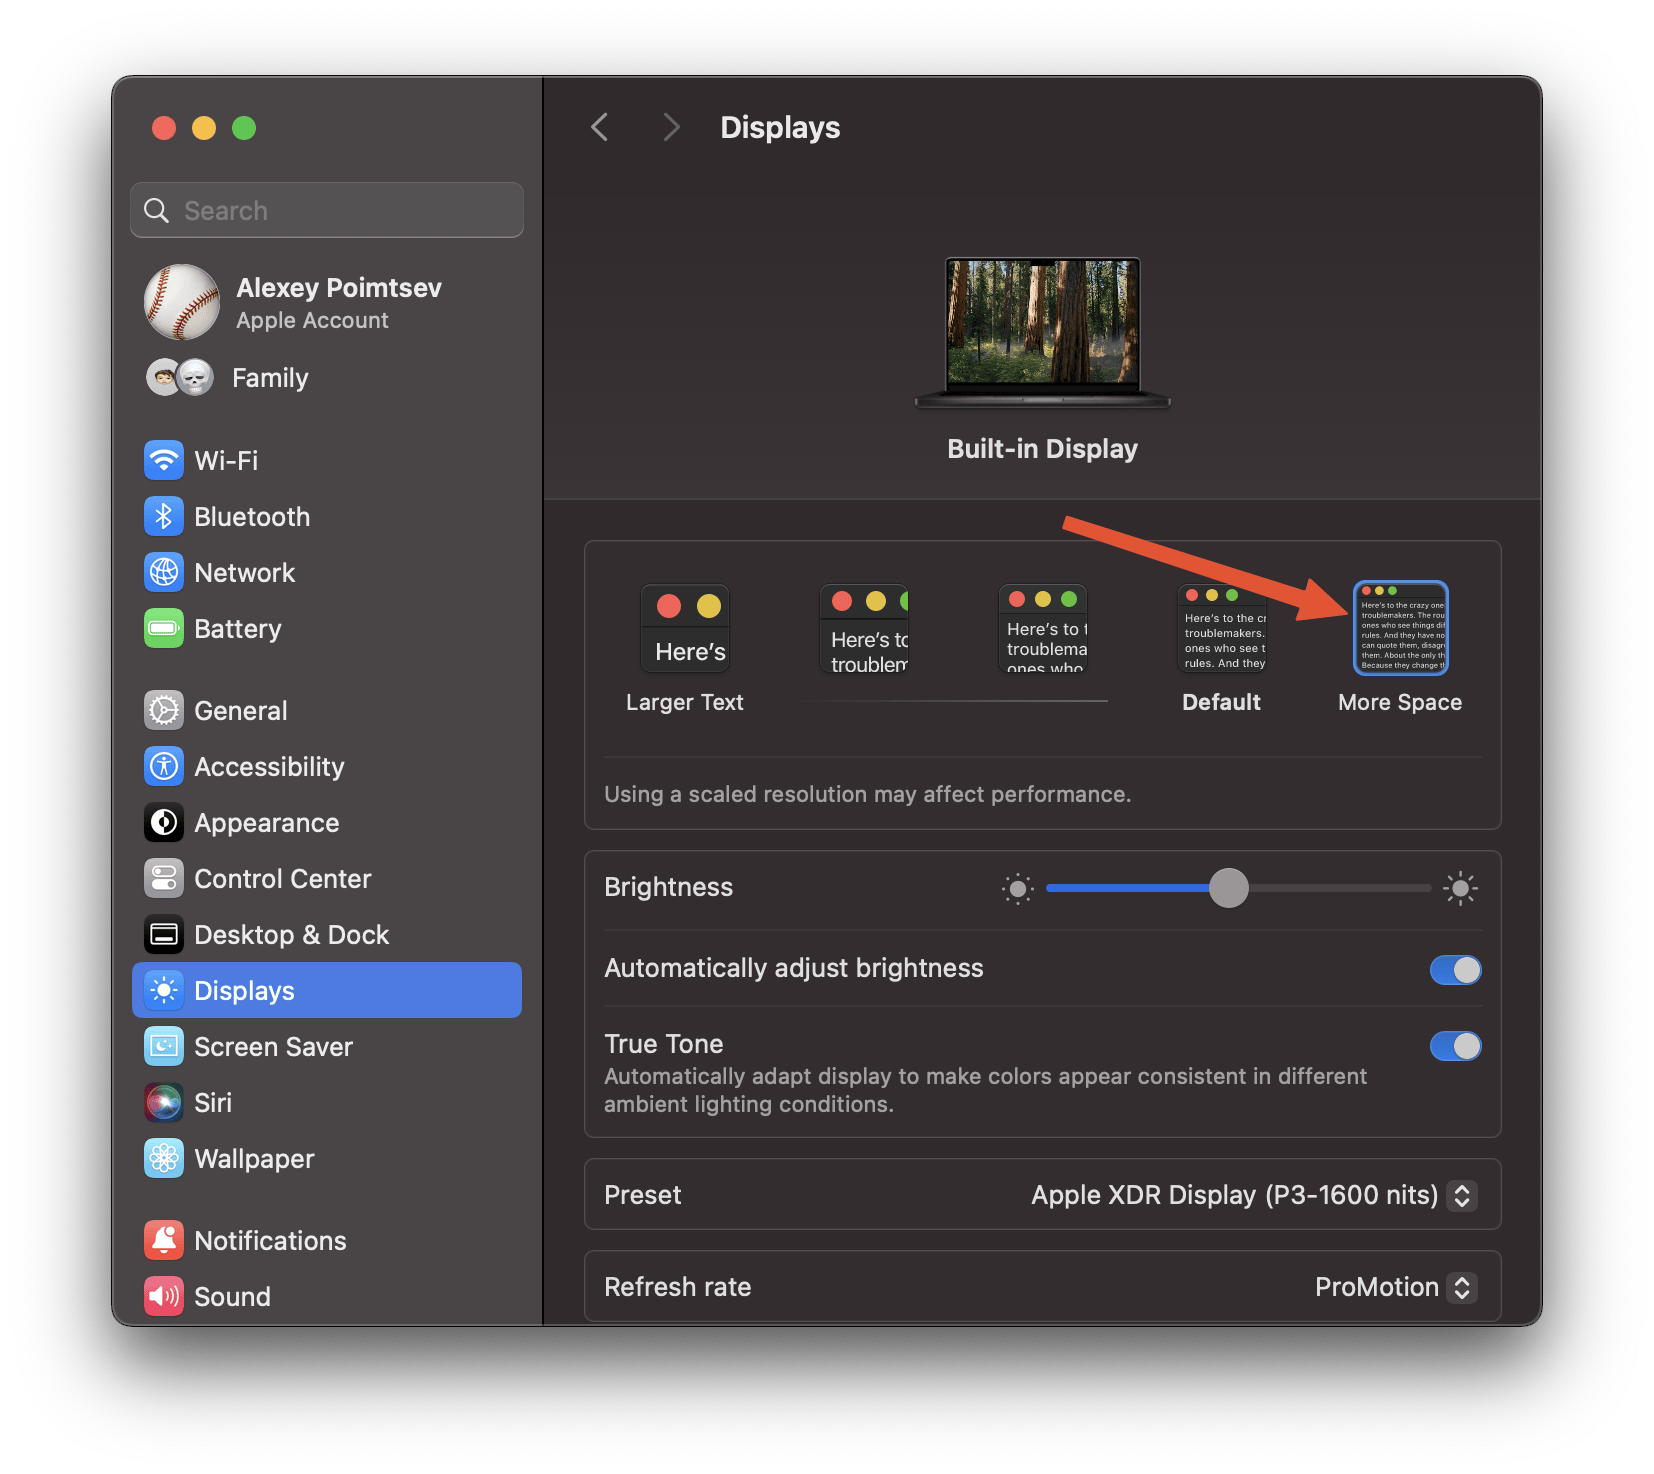 Displays
Search
Alexey Poimtsev
Apple Account
Family
Wi-Fi
Bluetooth
Network
Battery
General
Accessibility
Appearance
Control Center
Desktop & Dock
Displays
Screen Saver
Siri
Wallpaper
Notifications
Sound
Built-in Display
Here's
Larger Text
Here's to
troublem
Here's to t
troublema
ones who
Here's to the cr
troublemakers.
ones who see t
rules. And they
Default
Here's to the crazy one
troublemakers. The rou
ones who see things dif
rules. And they have no
can quote them, disagr
them. About the only th
Because they change t
More Space
Using a scaled resolution may affect performance.
Brightness
Automatically adjust brightness
True Tone
Automatically adapt display to make colors appear consistent in different
ambient lighting conditions.
Preset
Apple XDR Display (P3-1600 nits)
Refresh rate
ProMotion